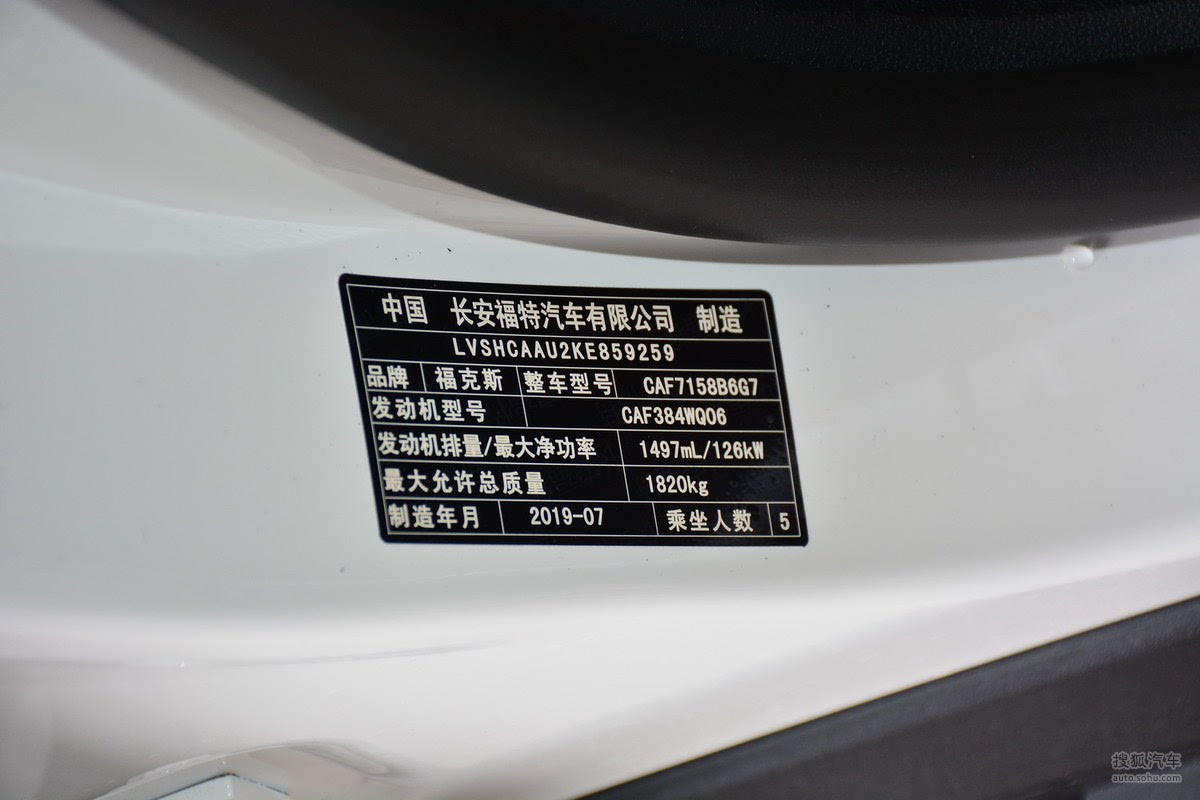 中国 长安福特汽车有限公司 制造
LVSHCAAU2KE859259
品牌 福克斯 整车型号 CAF7158B6G7
发动机型号 CAF384WQ06
发动机排量/最大净功率 1497mL/126kW
最大允许总质量 1820kg
制造年月 2019-07 乘坐人数 5
搜狐汽车
auto.sohu.com